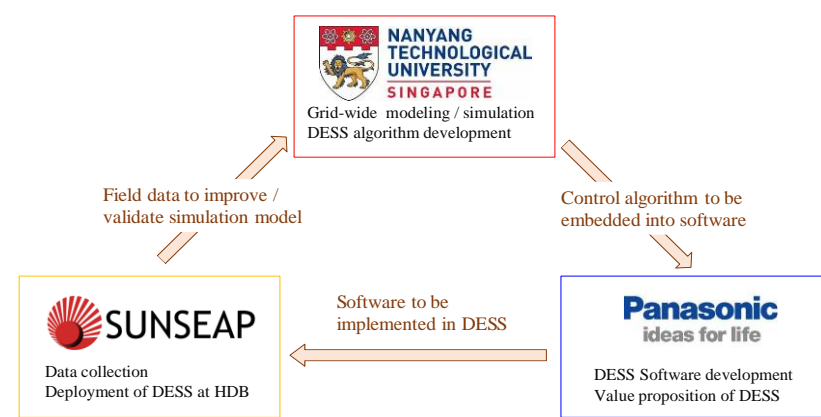 NANYANG
TECHNOLOGICAL
UNIVERSITY
SINGAPORE
Grid-wide modeling / simulation
DESS algorithm development
Field data to improve /
validate simulation model
Control algorithm to be
embedded into software
SUNSEAP
Data collection
Deployment of DESS at HDB
Software to be
implemented in DESS
Panasonic
ideas for life
DESS Software development
Value proposition of DESS